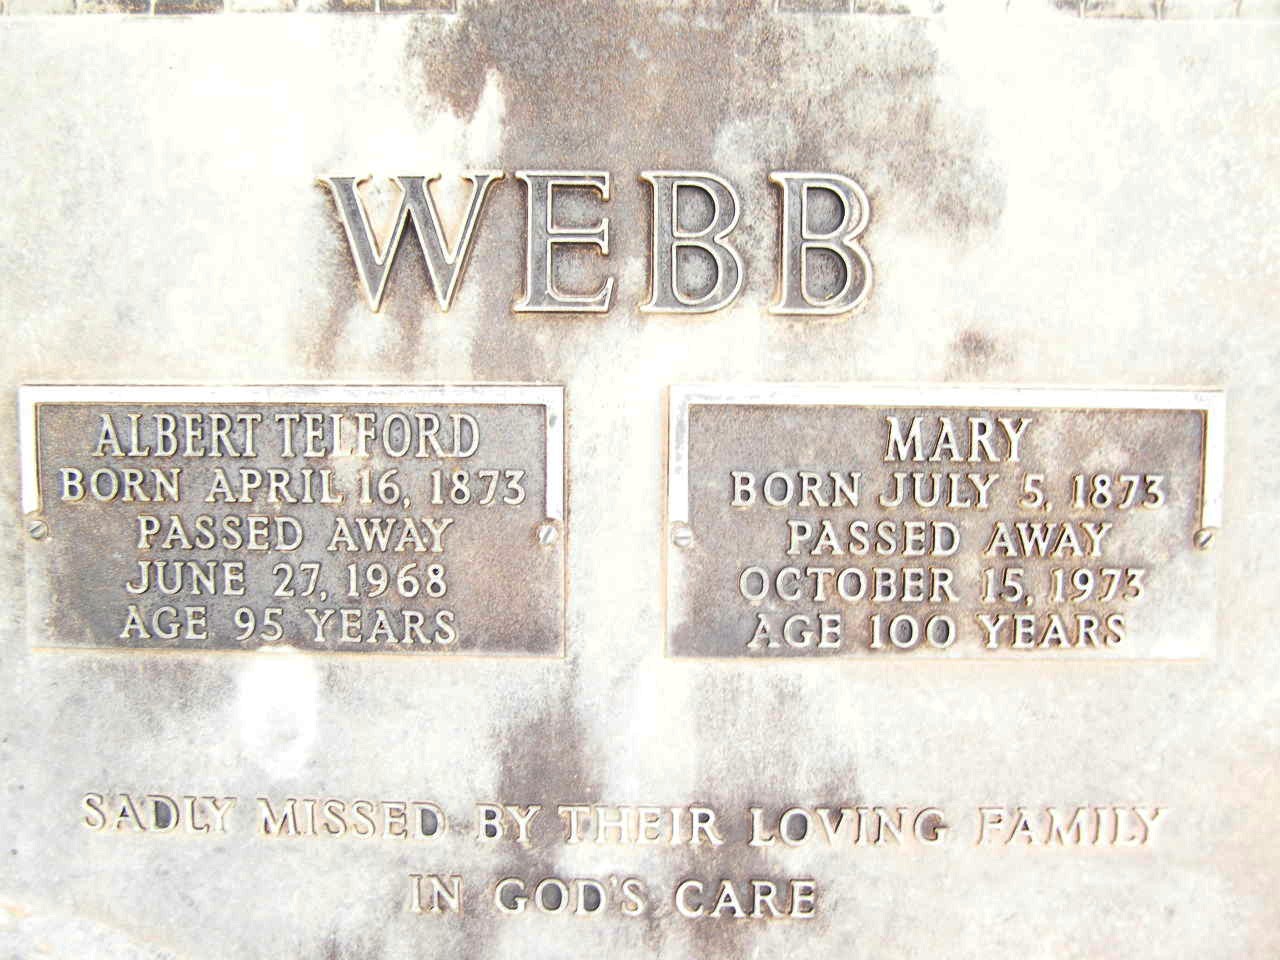 WEBB
ALBERT TELFORD
BORN APRIL 16, 1873
PASSED AWAY
JUNE 27, 1968
AGE 95 YEARS
MARY
BORN JULY 5, 1873
PASSED AWAY
OCTOBER 15, 1973
AGE 100 YEARS
SADLY MISSED BY THEIR LOVING FAMILY
IN GOD'S CARE